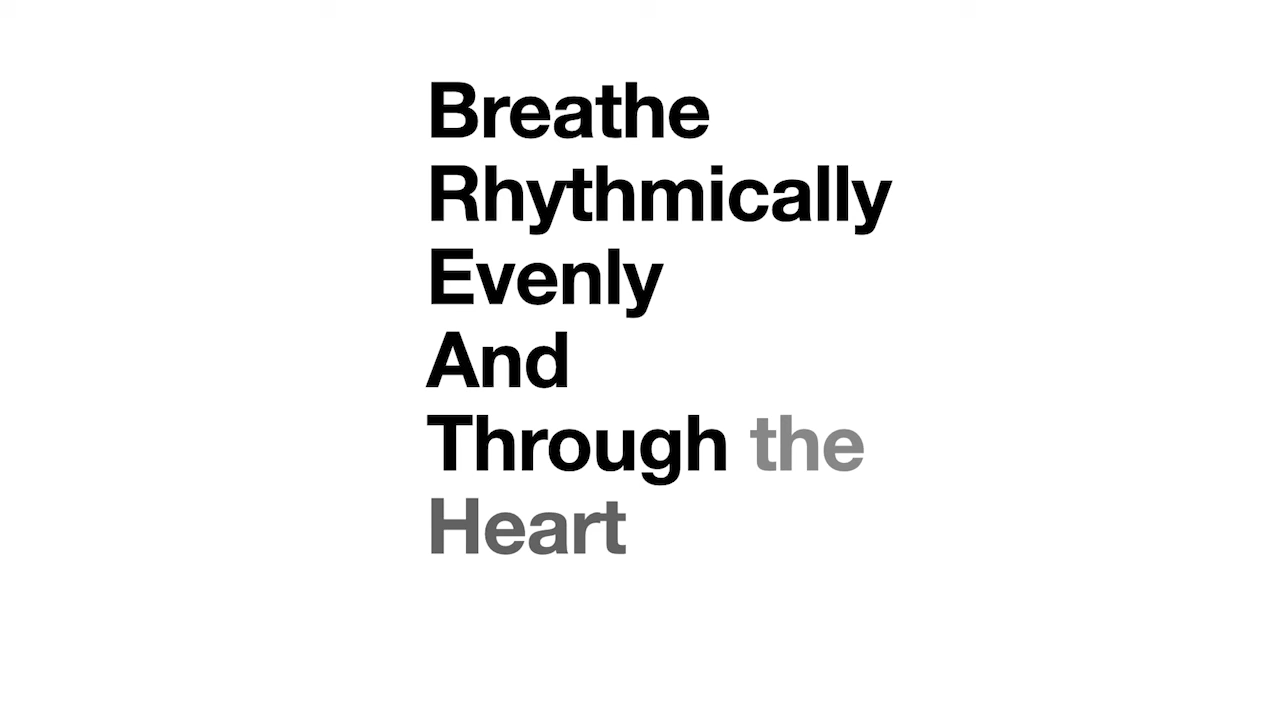 Breathe
Rhythmically
Evenly
And
Through the
Heart